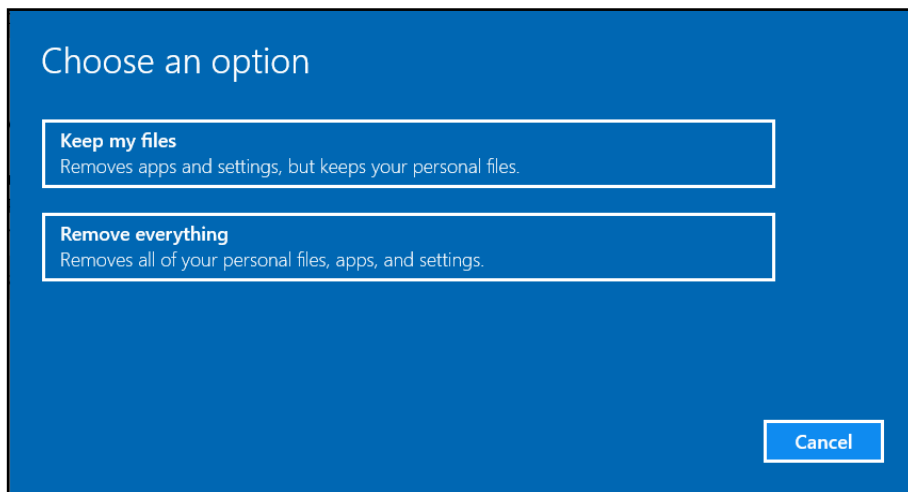 Choose an option
Keep my files
Removes apps and settings, but keeps your personal files.
Remove everything
Removes all of your personal files, apps, and settings.
Cancel